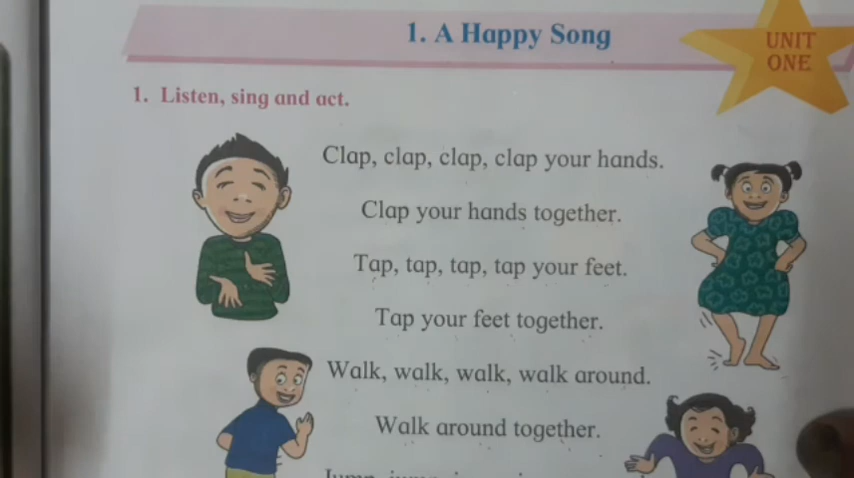 1. A Happy Song
UNIT
ONE
1. Listen, sing and act.
Clap, clap, clap, clap your hands.
Clap your hands together.
Tap, tap, tap, tap your feet.
Tap your feet together.
Walk, walk, walk, walk around.
Walk around together.